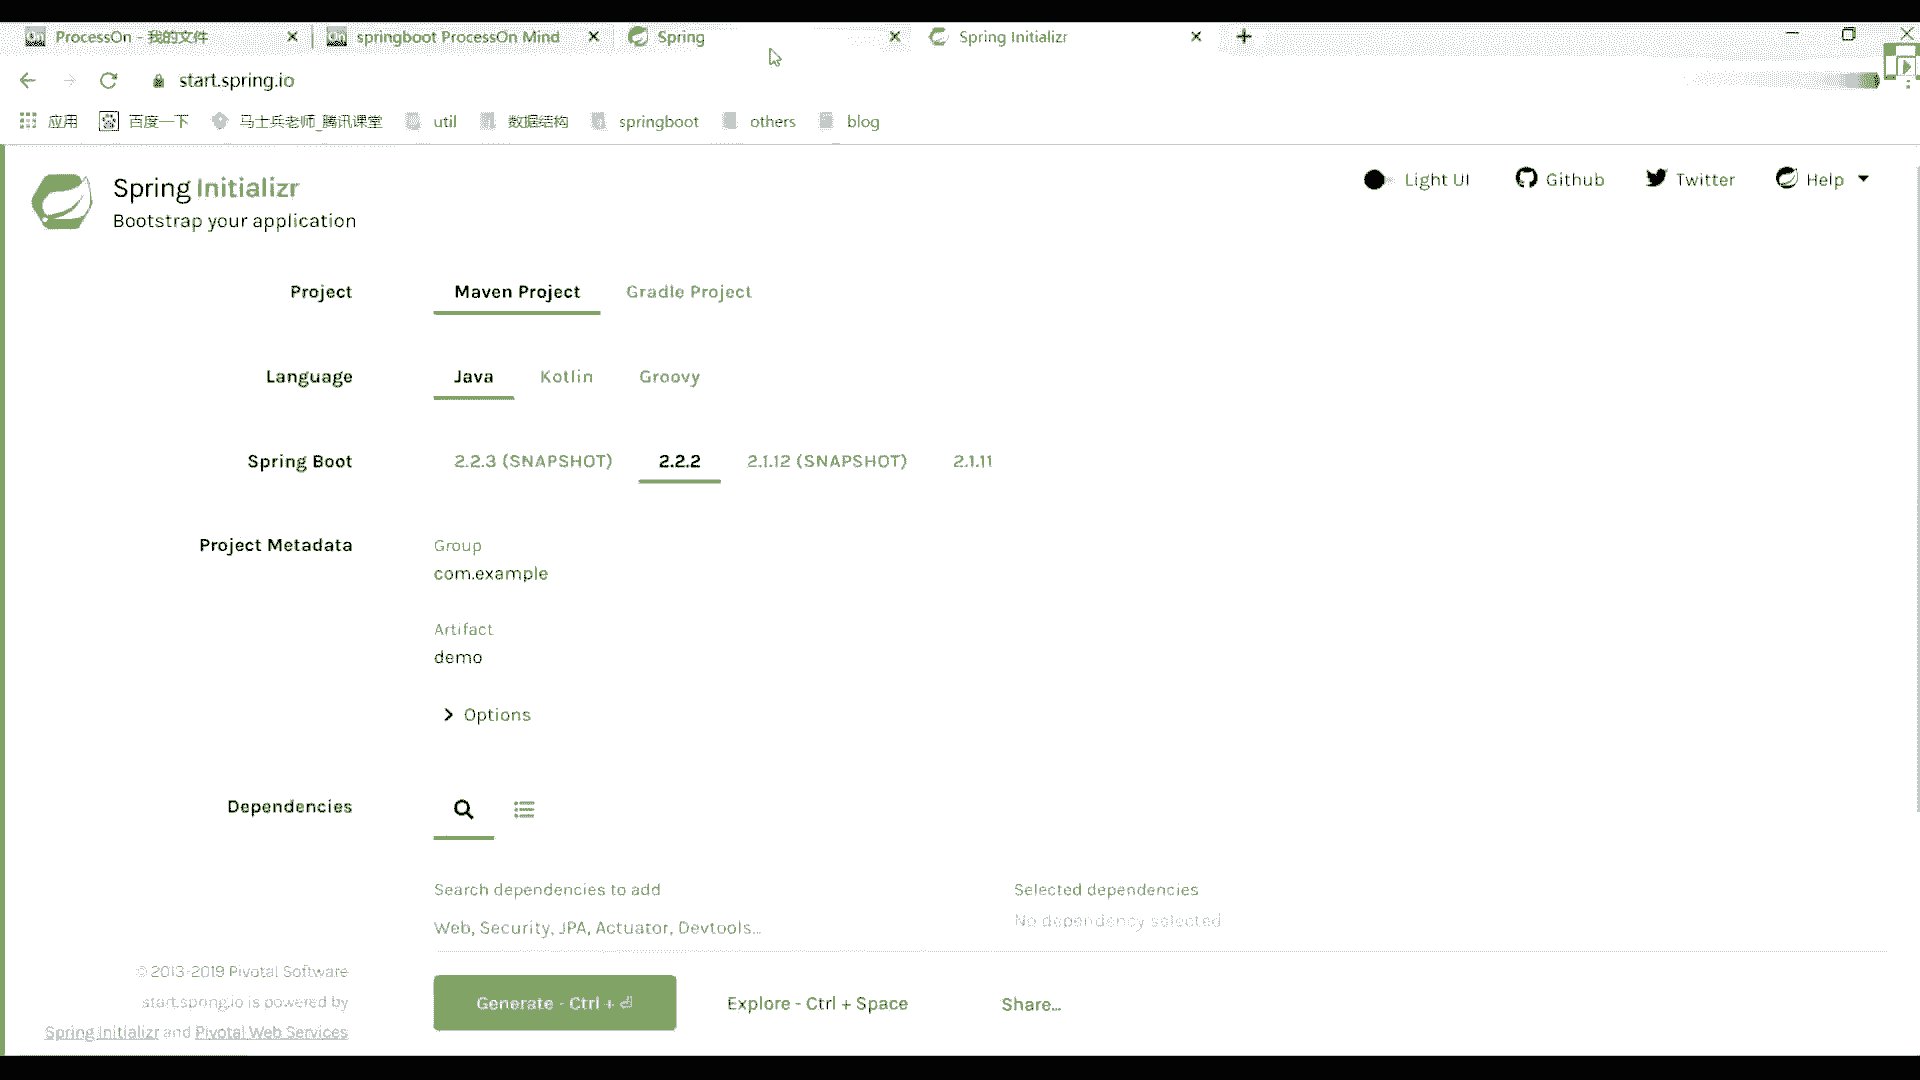 ProcessOn - 我的文件
springboot ProcessOn Mind
Spring
Spring Initializr
start.spring.io
应用 百度一下 马士兵老师_腾讯课堂 util 数据结构 springboot others blog
Spring Initializr
Bootstrap your application
Light UI Github Twitter Help
Project Maven Project Gradle Project
Language Java Kotlin Groovy
Spring Boot 2.2.3 (SNAPSHOT) 2.2.2 2.1.12 (SNAPSHOT) 2.1.11
Project Metadata Group
com.example
Artifact
demo
Options
Dependencies
Search dependencies to add Selected dependencies
Web, Security, JPA, Actuator, Devtools... No dependency selected
© 2013-2019 Pivotal Software
start.spring.io is powered by
Spring Initializr and Pivotal Web Services
Generate - Ctrl + ⏎ Explore - Ctrl + Space Share...